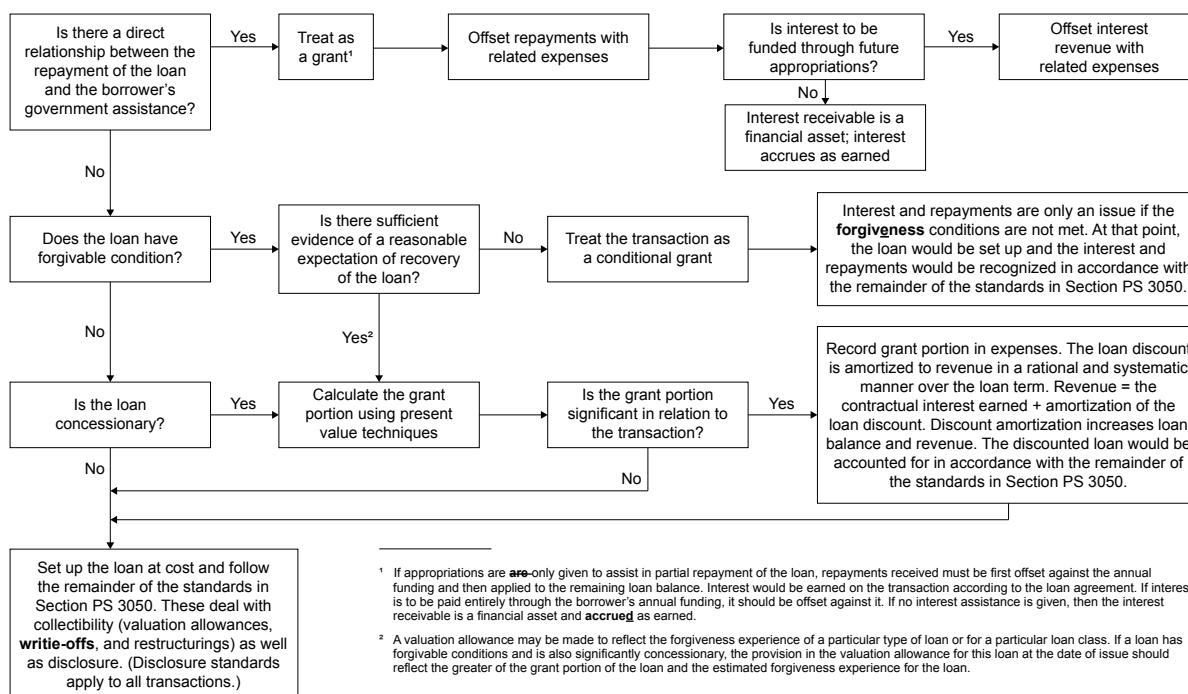 Is there a direct
relationship between the
repayment of the loan
and the borrower's
government assistance?
Yes
Treat as
a grant¹
Offset repayments with
related expenses
Is interest to be
funded through future
appropriations?
Yes
Offset interest
revenue with
related expenses
No
Interest receivable is a
financial asset; interest
accrues as earned
No
Does the loan have
forgivable condition?
Yes
Is there sufficient
evidence of a reasonable
expectation of recovery
of the loan?
No
Treat the transaction as
a conditional grant
Interest and repayments are only an issue if the
forgiveness conditions are not met. At that point,
the loan would be set up and the interest and
repayments would be recognized in accordance with
the remainder of the standards in Section PS 3050.
No
Yes²
Is the loan
concessionary?
Yes
Calculate the grant
portion using present
value techniques
Is the grant portion
significant in relation to
the transaction?
Yes
Record grant portion in expenses. The loan discount
is amortized to revenue in a rational and systematic
manner over the loan term. Revenue = the
contractual interest earned + amortization of the
loan discount. Discount amortization increases loan
balance and revenue. The discounted loan would be
accounted for in accordance with the remainder of
the standards in Section PS 3050.
No
No
Set up the loan at cost and follow
the remainder of the standards in
Section PS 3050. These deal with
collectibility (valuation allowances,
writie-offs, and restructurings) as well
as disclosure. (Disclosure standards
apply to all transactions.)
¹ If appropriations are are only given to assist in partial repayment of the loan, repayments received must be first offset against the annual
funding and then applied to the remaining loan balance. Interest would be earned on the transaction according to the loan agreement. If interest
is to be paid entirely through the borrower's annual funding, it should be offset against it. If no interest assistance is given, then the interest
receivable is a financial asset and accrued as earned.
² A valuation allowance may be made to reflect the forgiveness experience of a particular type of loan or for a particular loan class. If a loan has
forgivable conditions and is also significantly concessionary, the provision in the valuation allowance for this loan at the date of issue should
reflect the greater of the grant portion of the loan and the estimated forgiveness experience for the loan.